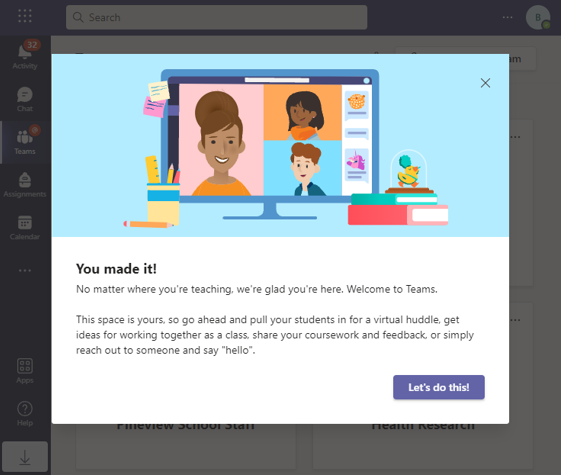 Search
B
32
Activity
Chat
Teams
Assignments
Calendar
Apps
Help
You made it!
No matter where you're teaching, we're glad you're here. Welcome to Teams.
This space is yours, so go ahead and pull your students in for a virtual huddle, get
ideas for working together as a class, share your coursework and feedback, or simply
reach out to someone and say "hello".
Let's do this!
Pineview School Staff
Health Research